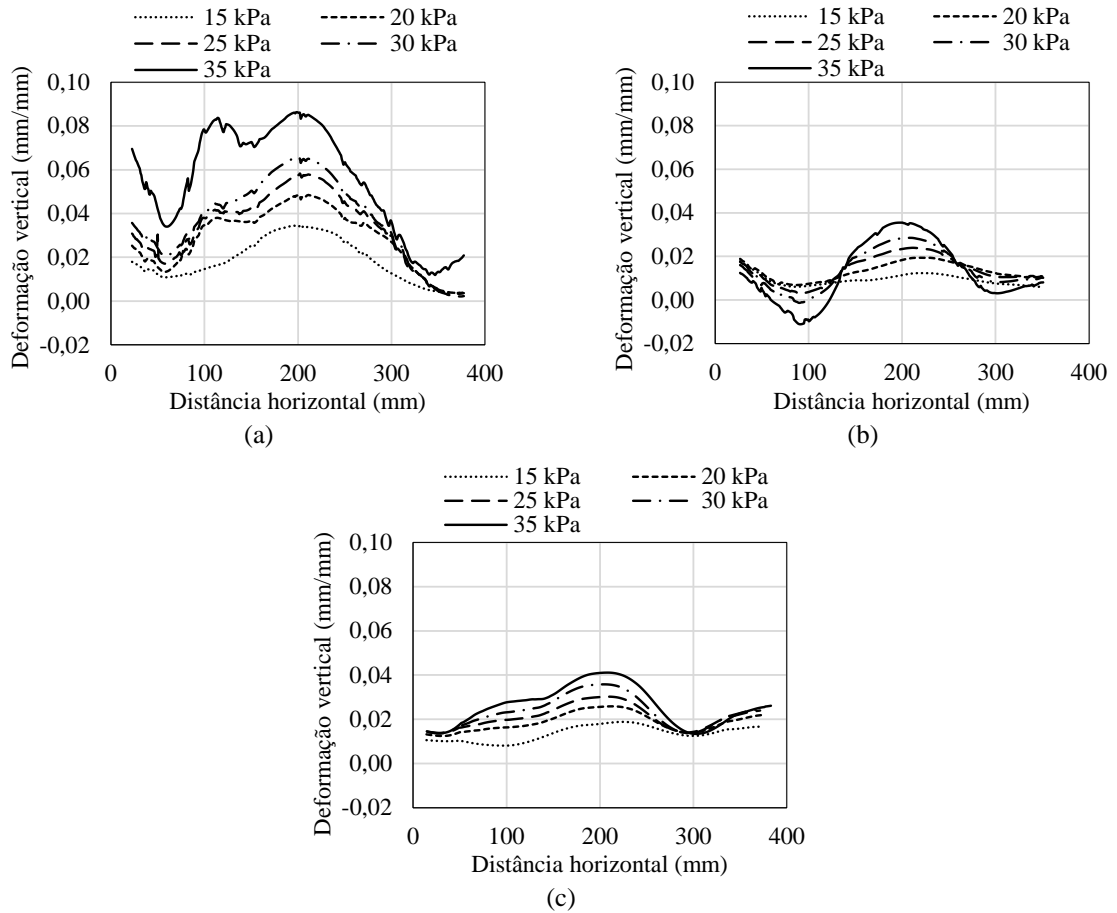 15 kPa 20 kPa
25 kPa 30 kPa
35 kPa
Deformação vertical (mm/mm)
0,10
0,08
0,06
0,04
0,02
0,00
-0,02
0 100 200 300 400
Distância horizontal (mm)
(a)
15 kPa 20 kPa
25 kPa 30 kPa
35 kPa
Deformação vertical (mm/mm)
0,10
0,08
0,06
0,04
0,02
0,00
-0,02
0 100 200 300 400
Distância horizontal (mm)
(b)
15 kPa 20 kPa
25 kPa 30 kPa
35 kPa
Deformação vertical (mm/mm)
0,10
0,08
0,06
0,04
0,02
0,00
-0,02
0 100 200 300 400
Distância horizontal (mm)
(c)